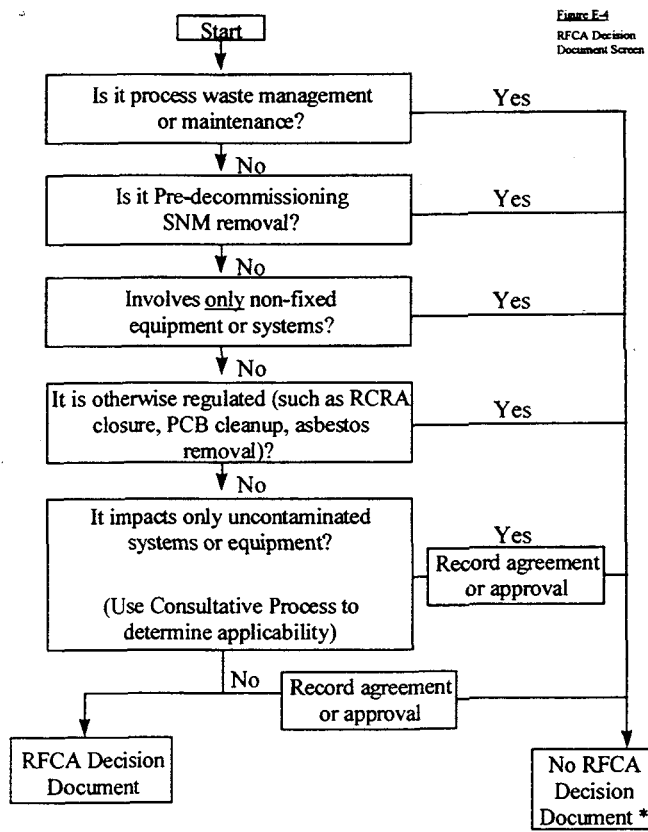 Figure E-4
RFCA Decision
Document Screen
Start
Is it process waste management
or maintenance?
Yes
No
Is it Pre-decommissioning
SNM removal?
Yes
No
Involves only non-fixed
equipment or systems?
Yes
No
It is otherwise regulated (such as RCRA
closure, PCB cleanup, asbestos
removal)?
Yes
No
It impacts only uncontaminated
systems or equipment?
(Use Consultative Process to
determine applicability)
Yes
Record agreement
or approval
No
Record agreement
or approval
RFCA Decision
Document
No RFCA
Decision
Document *